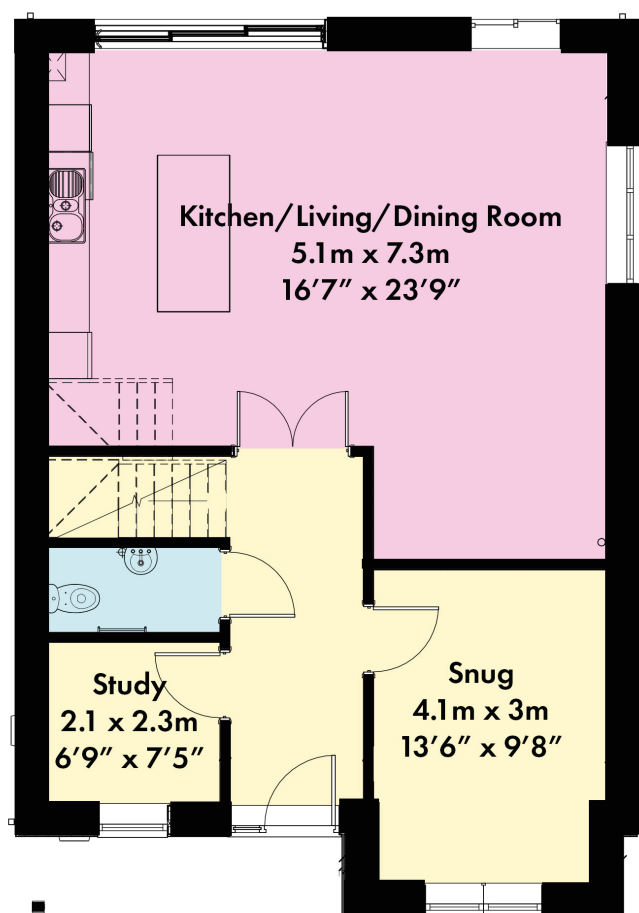 Kitchen/Living/Dining Room
5.1m x 7.3m
16’7” x 23’9”
Study
2.1 x 2.3m
6’9” x 7’5”
Snug
4.1m x 3m
13’6” x 9’8”